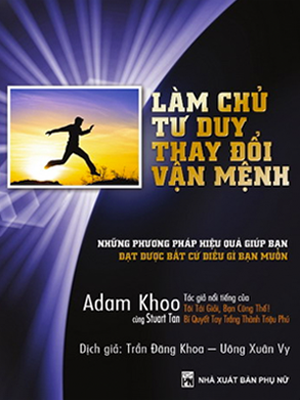 LÀM CHỦ
TƯ DUY
THAY ĐỔI
VẬN MỆNH
NHỮNG PHƯƠNG PHÁP HIỆU QUẢ GIÚP BẠN
ĐẠT ĐƯỢC BẤT CỨ ĐIỀU GÌ BẠN MUỐN
Adam Khoo
cùng Stuart Tan
Tác giả nổi tiếng của
Tôi Tài Giỏi, Bạn Cũng Thế!
Bí Quyết Tay Trắng Thành Triệu Phú
Dịch giả: Trần Đăng Khoa – Uông Xuân Vy
NHÀ XUẤT BẢN PHỤ NỮ